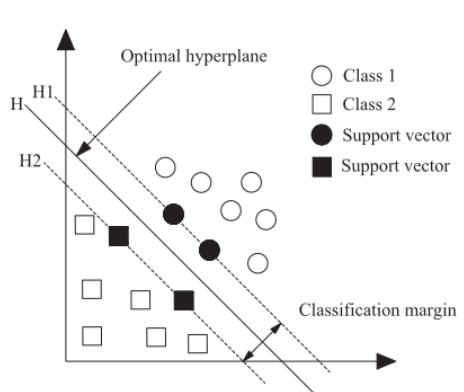 Optimal hyperplane
H1
H
H2
Class 1
Class 2
Support vector
Support vector
Classification margin